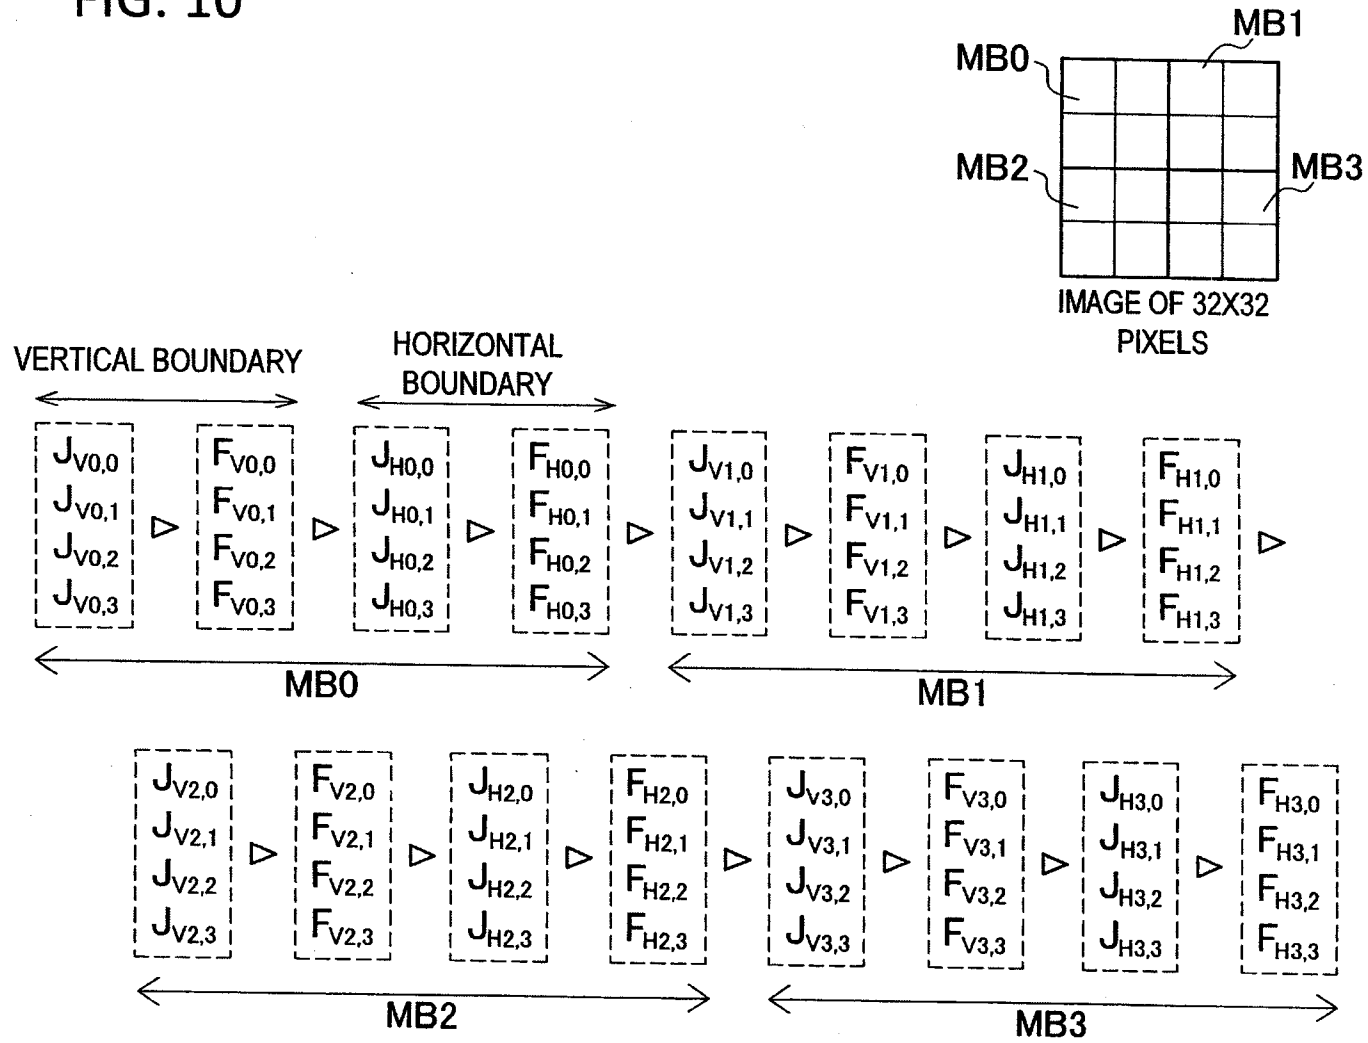 FIG. 10
MB1
MB0
MB2
MB3
IMAGE OF 32X32
PIXELS
VERTICAL BOUNDARY
HORIZONTAL
BOUNDARY
JV0,0 FV0,0 JH0,0 FH0,0 JV1,0 FV1,0 JH1,0 FH1,0
JV0,1 FV0,1 JH0,1 FH0,1 JV1,1 FV1,1 JH1,1 FH1,1
JV0,2 FV0,2 JH0,2 FH0,2 JV1,2 FV1,2 JH1,2 FH1,2
JV0,3 FV0,3 JH0,3 FH0,3 JV1,3 FV1,3 JH1,3 FH1,3
MB0 MB1
JV2,0 FV2,0 JH2,0 FH2,0 JV3,0 FV3,0 JH3,0 FH3,0
JV2,1 FV2,1 JH2,1 FH2,1 JV3,1 FV3,1 JH3,1 FH3,1
JV2,2 FV2,2 JH2,2 FH2,2 JV3,2 FV3,2 JH3,2 FH3,2
JV2,3 FV2,3 JH2,3 FH2,3 JV3,3 FV3,3 JH3,3 FH3,3
MB2 MB3